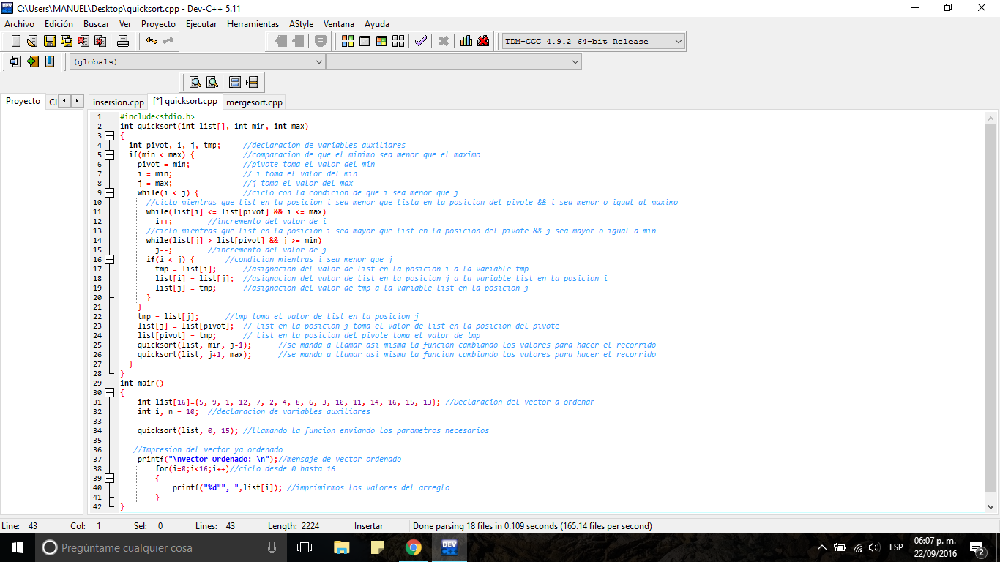 C:\Users\MANUEL\Desktop\quicksort.cpp - Dev-C++ 5.11
Archivo Edición Buscar Ver Proyecto Ejecutar Herramientas AStyle Ventana Ayuda
TDM-GCC 4.9.2 64-bit Release
(globals)
Proyecto Cl insersion.cpp [*] quicksort.cpp mergesort.cpp
1 #include<stdio.h>
2 int quicksort(int list[], int min, int max)
3 {
4 int pivot, i, j, tmp; //declaracion de variables auxiliares
5 if(min < max) { //comparacion de que el minimo sea menor que el maximo
6 pivot = min; //pivote toma el valor del min
7 i = min; // i toma el valor del min
8 j = max; //j toma el valor del max
9 while(i < j) { //ciclo con la condicion de que i sea menor que j
10 //ciclo mientras que list en la posicion i sea menor que lista en la posicion del pivote && i sea menor o igual al maximo
11 while(list[i] <= list[pivot] && i <= max)
12 i++; //incremento del valor de i
13 //ciclo mientras que list en la posicion i sea mayor que list en la posicion del pivote && j sea mayor o igual a min
14 while(list[j] > list[pivot] && j >= min)
15 j--; //incremento del valor de j
16 if(i < j) { //condicion mientras i sea menor que j
17 tmp = list[i]; //asignacion del valor de list en la posicion i a la variable tmp
18 list[i] = list[j]; //asignacion del valor de list en la posicion j a la variable list en la posicion i
19 list[j] = tmp; //asignacion del valor de tmp a la variable list en la posicion j
20 }
21 }
22 tmp = list[j]; //tmp toma el valor de list en la posicion j
23 list[j] = list[pivot]; // list en la posicion j toma el valor de list en la posicion del pivote
24 list[pivot] = tmp; // list en la posicion del pivote toma el valor de tmp
25 quicksort(list, min, j-1); //se manda a llamar asi misma la funcion cambiando los valores para hacer el recorrido
26 quicksort(list, j+1, max); //se manda a llamar asi misma la funcion cambiando los valores para hacer el recorrido
27 }
28 }
29 int main()
30 {
31 int list[16]={5, 9, 1, 12, 7, 2, 4, 8, 6, 3, 10, 11, 14, 16, 15, 13}; //Declaracion del vector a ordenar
32 int i, n = 10; //declaracion de variables auxiliares
33
34 quicksort(list, 0, 15); //llamando la funcion enviando los parametros necesarios
35
36 //Impresion del vector ya ordenado
37 printf("\nVector Ordenado: \n");//mensaje de vector ordenado
38 for(i=0;i<16;i++)//ciclo desde 0 hasta 16
39 {
40 printf("%d"", ",list[i]); //imprimirmos los valores del arreglo
41 }
42 }
Line: 43 Col: 1 Sel: 0 Lines: 43 Length: 2224 Insertar Done parsing 18 files in 0.109 seconds (165.14 files per second)
Pregúntame cualquier cosa
DEV
ESP
06:07 p. m.
22/09/2016
2